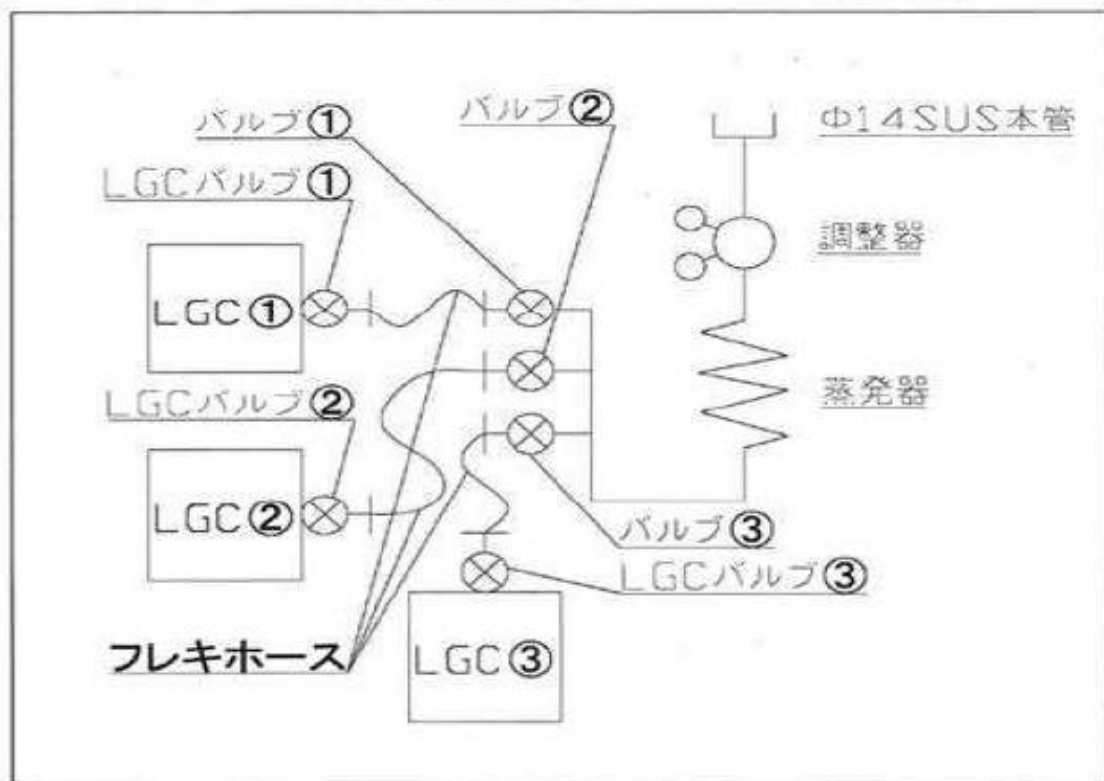 バルブ①
バルブ②
Φ14SUS本管
LGCバルブ①
調整器
LGC①
LGCバルブ②
蒸発器
LGC②
バルブ③
LGCバルブ③
フレキホース
LGC③